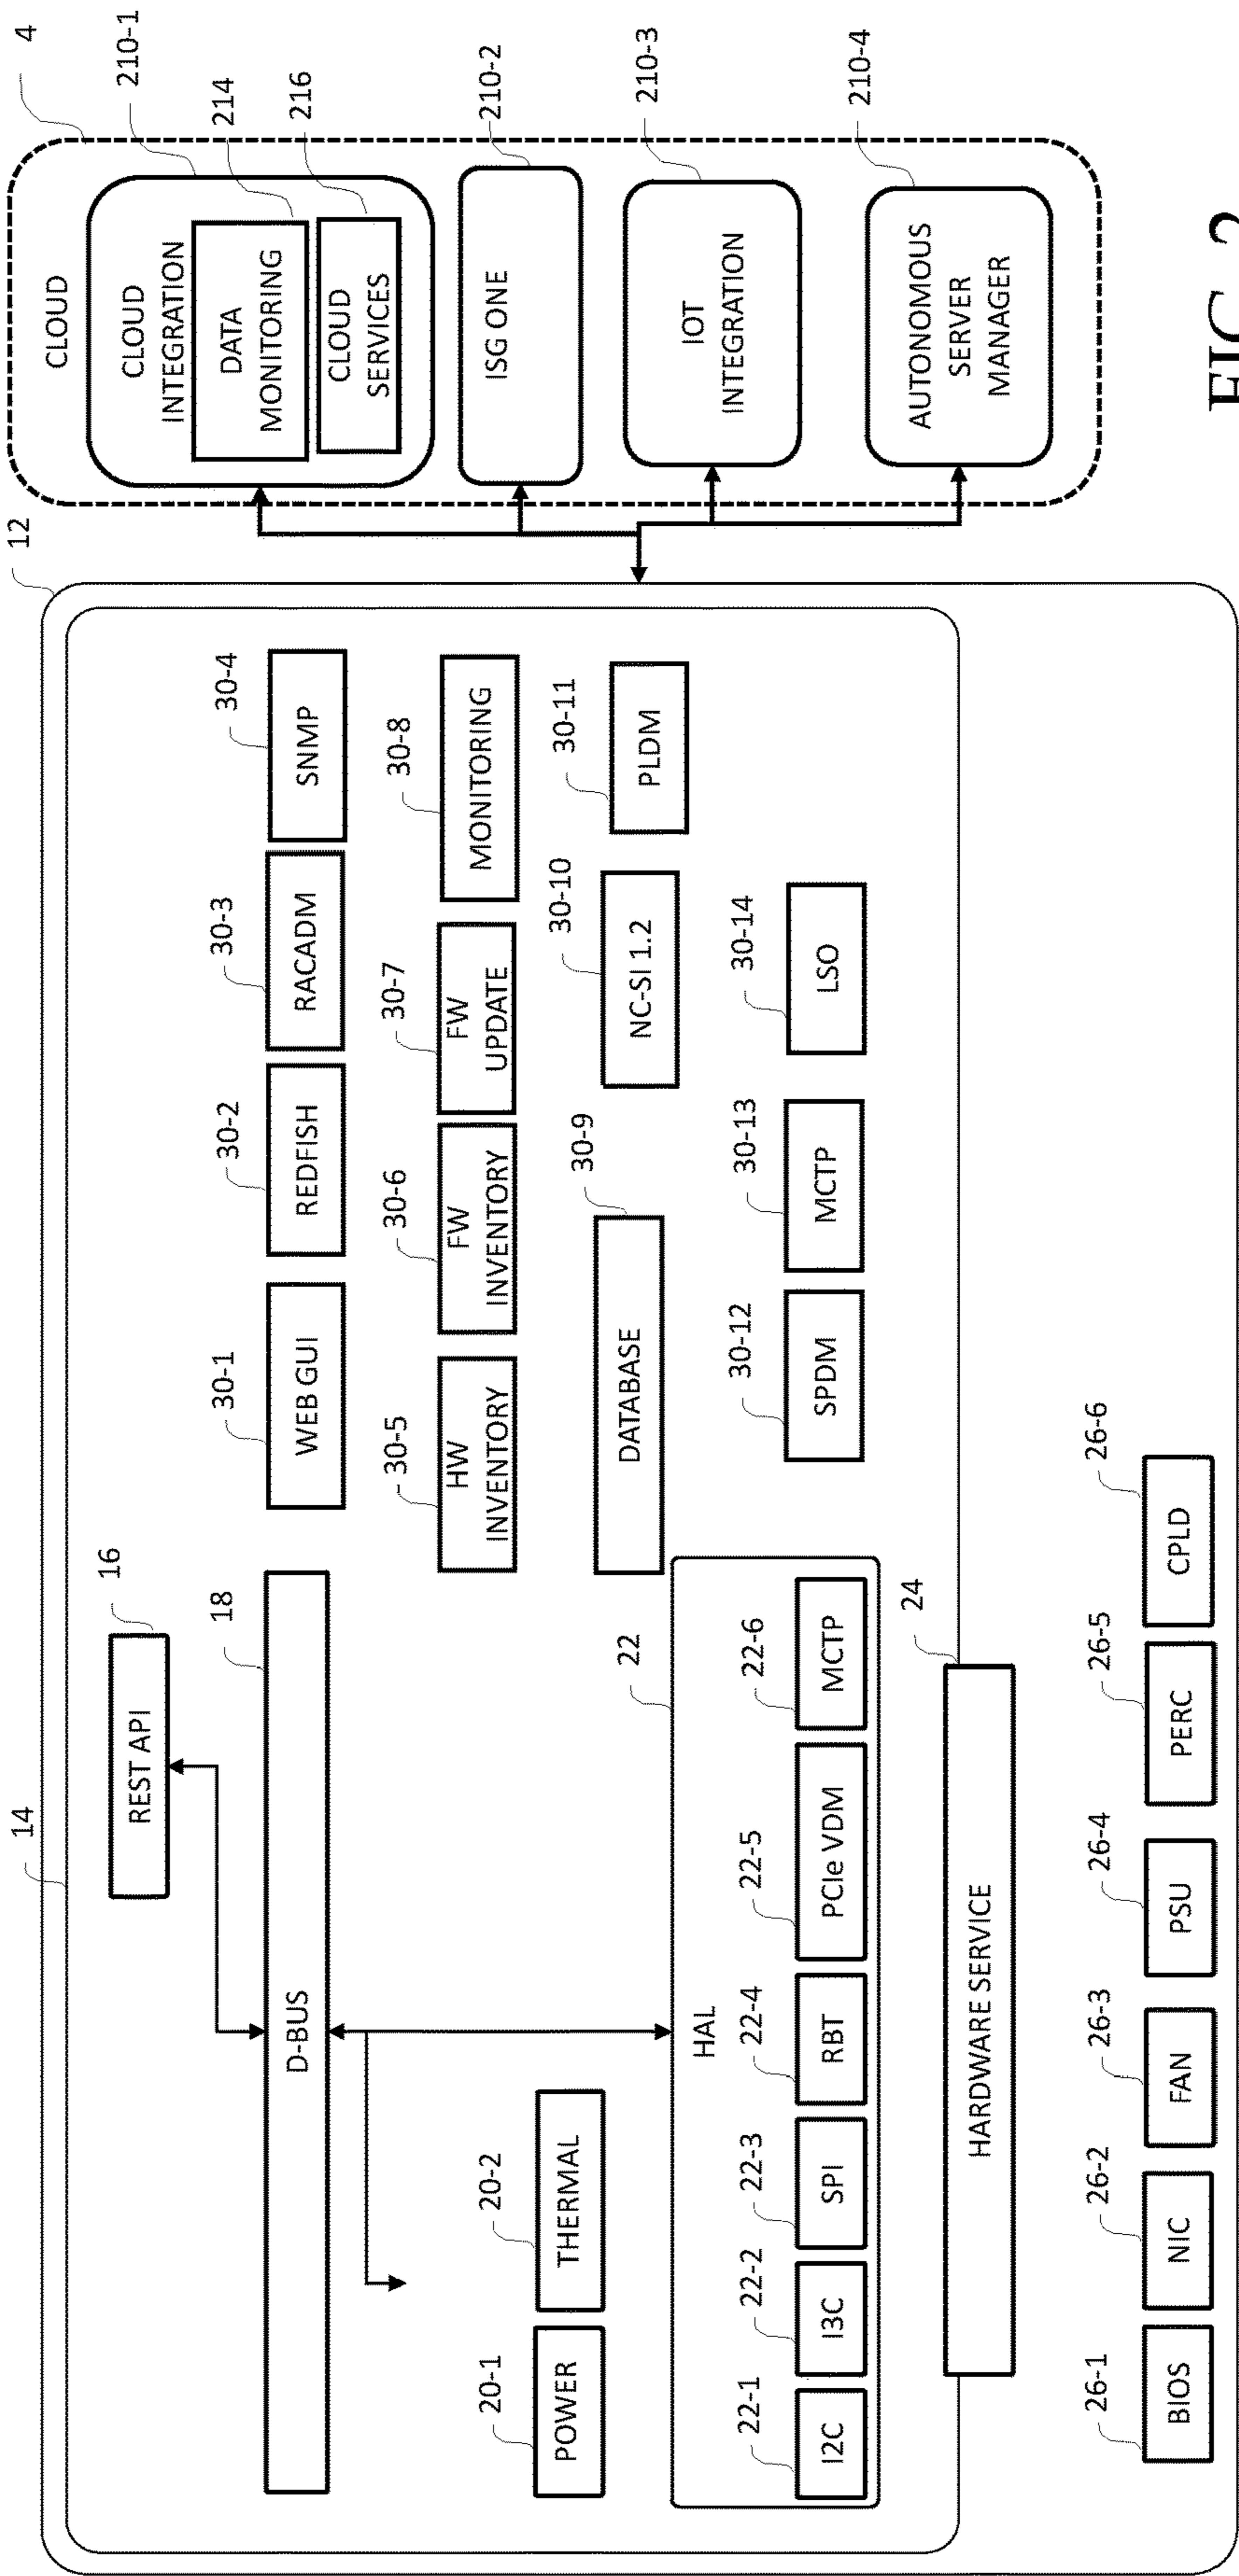 14
12
4
CLOUD
210-1
CLOUD
INTEGRATION
214
DATA
MONITORING
216
CLOUD
SERVICES
210-2
ISG ONE
210-3
IOT
INTEGRATION
210-4
AUTONOMOUS
SERVER
MANAGER
16
REST API
18
D-BUS
30-1
WEB GUI
30-2
REDFISH
30-3
RACADM
30-4
SNMP
30-5
HW
INVENTORY
30-6
FW
INVENTORY
30-7
FW
UPDATE
30-8
MONITORING
20-1
POWER
20-2
THERMAL
30-9
DATABASE
30-10
NC-SI 1.2
30-11
PLDM
22
HAL
22-1
I2C
22-2
I3C
22-3
SPI
22-4
RBT
22-5
PCIe VDM
22-6
MCTP
30-12
SPDM
30-13
MCTP
30-14
LSO
24
HARDWARE SERVICE
26-1
BIOS
26-2
NIC
26-3
FAN
26-4
PSU
26-5
PERC
26-6
CPLD
FIG. 2